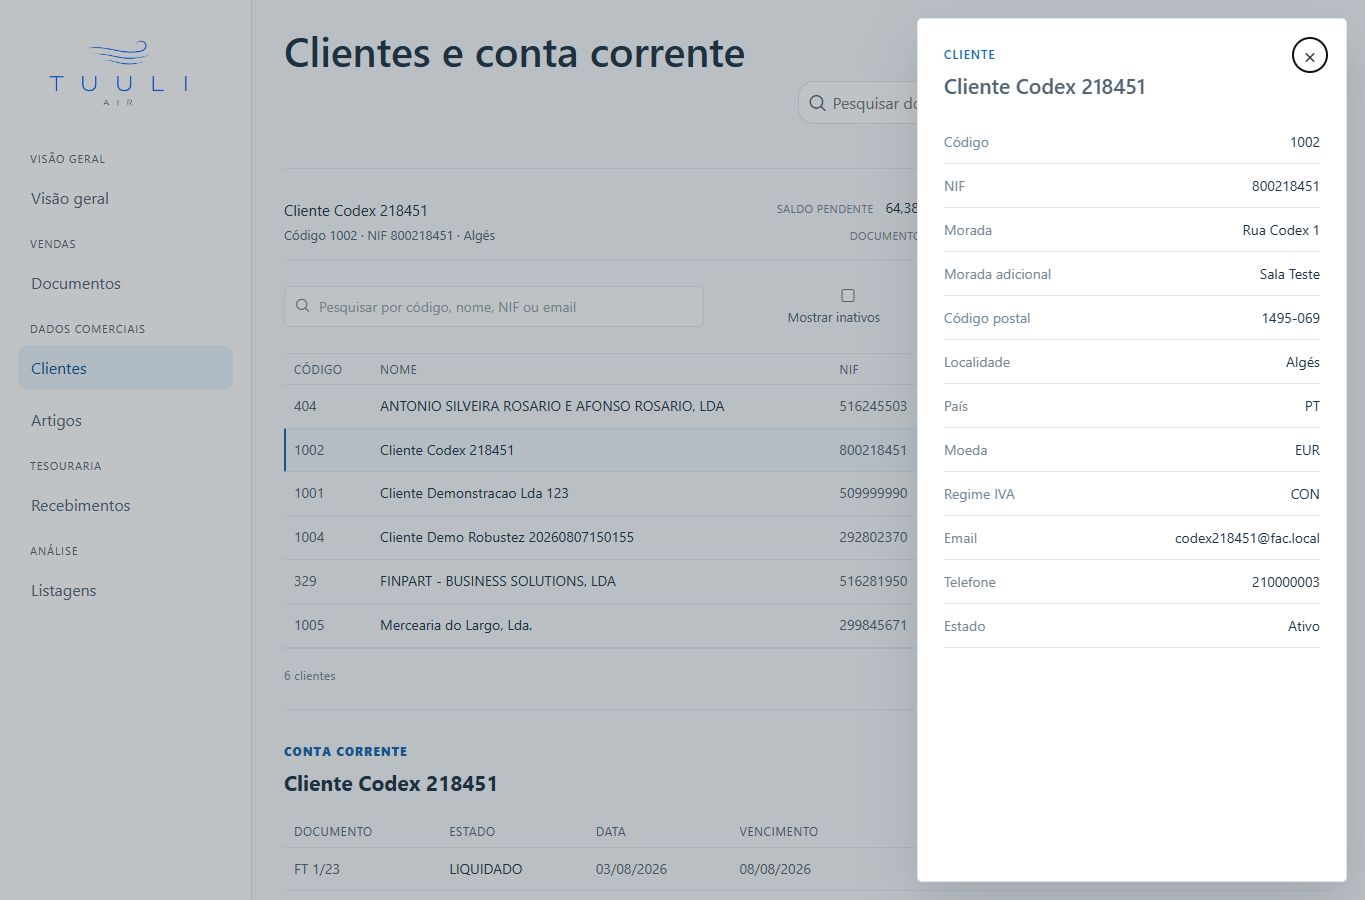 TUULI
AIR
VISÃO GERAL
Visão geral
VENDAS
Documentos
DADOS COMERCIAIS
Clientes
Artigos
TESOURARIA
Recebimentos
ANÁLISE
Listagens
Clientes e conta corrente
Pesquisar do
Cliente Codex 218451
Código 1002 · NIF 800218451 · Algés
SALDO PENDENTE 64,38
DOCUMENTO
Pesquisar por código, nome, NIF ou email
Mostrar inativos
CÓDIGO NOME NIF
404 ANTONIO SILVEIRA ROSARIO E AFONSO ROSARIO, LDA 516245503
1002 Cliente Codex 218451 800218451
1001 Cliente Demonstracao Lda 123 509999990
1004 Cliente Demo Robustez 20260807150155 292802370
329 FINPART - BUSINESS SOLUTIONS, LDA 516281950
1005 Mercearia do Largo, Lda. 299845671
6 clientes
CONTA CORRENTE
Cliente Codex 218451
DOCUMENTO ESTADO DATA VENCIMENTO
FT 1/23 LIQUIDADO 03/08/2026 08/08/2026
CLIENTE
Cliente Codex 218451
Código 1002
NIF 800218451
Morada Rua Codex 1
Morada adicional Sala Teste
Código postal 1495-069
Localidade Algés
País PT
Moeda EUR
Regime IVA CON
Email codex218451@fac.local
Telefone 210000003
Estado Ativo